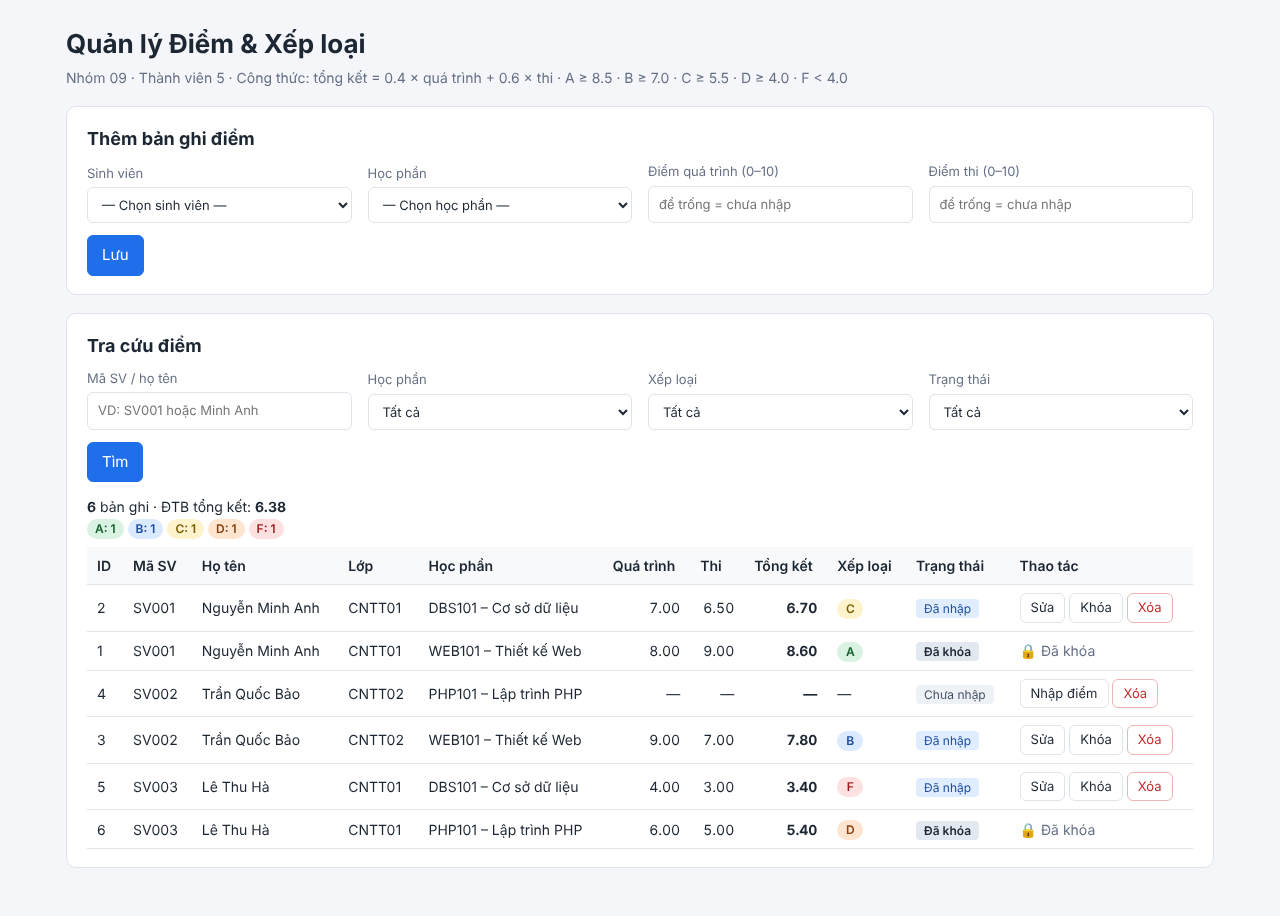 Quản lý Điểm & Xếp loại
Nhóm 09 · Thành viên 5 · Công thức: tổng kết = 0.4 × quá trình + 0.6 × thi · A ≥ 8.5 · B ≥ 7.0 · C ≥ 5.5 · D ≥ 4.0 · F < 4.0
Thêm bản ghi điểm
Sinh viên Học phần Điểm quá trình (0–10) Điểm thi (0–10)
— Chọn sinh viên — — Chọn học phần — để trống = chưa nhập để trống = chưa nhập
Lưu
Tra cứu điểm
Mã SV / họ tên Học phần Xếp loại Trạng thái
VD: SV001 hoặc Minh Anh Tất cả Tất cả Tất cả
Tìm
6 bản ghi · ĐTB tổng kết: 6.38
A: 1 B: 1 C: 1 D: 1 F: 1
ID Mã SV Họ tên Lớp Học phần Quá trình Thi Tổng kết Xếp loại Trạng thái Thao tác
2 SV001 Nguyễn Minh Anh CNTT01 DBS101 – Cơ sở dữ liệu 7.00 6.50 6.70 C Đã nhập Sửa Khóa Xóa
1 SV001 Nguyễn Minh Anh CNTT01 WEB101 – Thiết kế Web 8.00 9.00 8.60 A Đã khóa 🔒 Đã khóa
4 SV002 Trần Quốc Bảo CNTT02 PHP101 – Lập trình PHP — — — — Chưa nhập Nhập điểm Xóa
3 SV002 Trần Quốc Bảo CNTT02 WEB101 – Thiết kế Web 9.00 7.00 7.80 B Đã nhập Sửa Khóa Xóa
5 SV003 Lê Thu Hà CNTT01 DBS101 – Cơ sở dữ liệu 4.00 3.00 3.40 F Đã nhập Sửa Khóa Xóa
6 SV003 Lê Thu Hà CNTT01 PHP101 – Lập trình PHP 6.00 5.00 5.40 D Đã khóa 🔒 Đã khóa